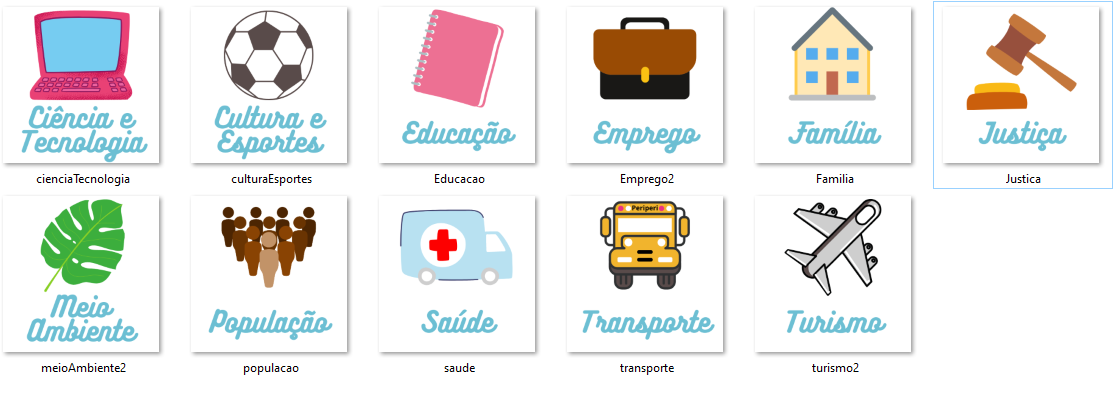 Ciência e
Tecnologia
cienciaTecnologia
Cultura e
Esportes
culturaEsportes
Educação
Educacao
Emprego
Emprego2
Família
Familia
Justiça
Justica
Meio
Ambiente
meioAmbiente2
População
populacao
Saúde
saude
Periperi
Transporte
transporte
Turismo
turismo2